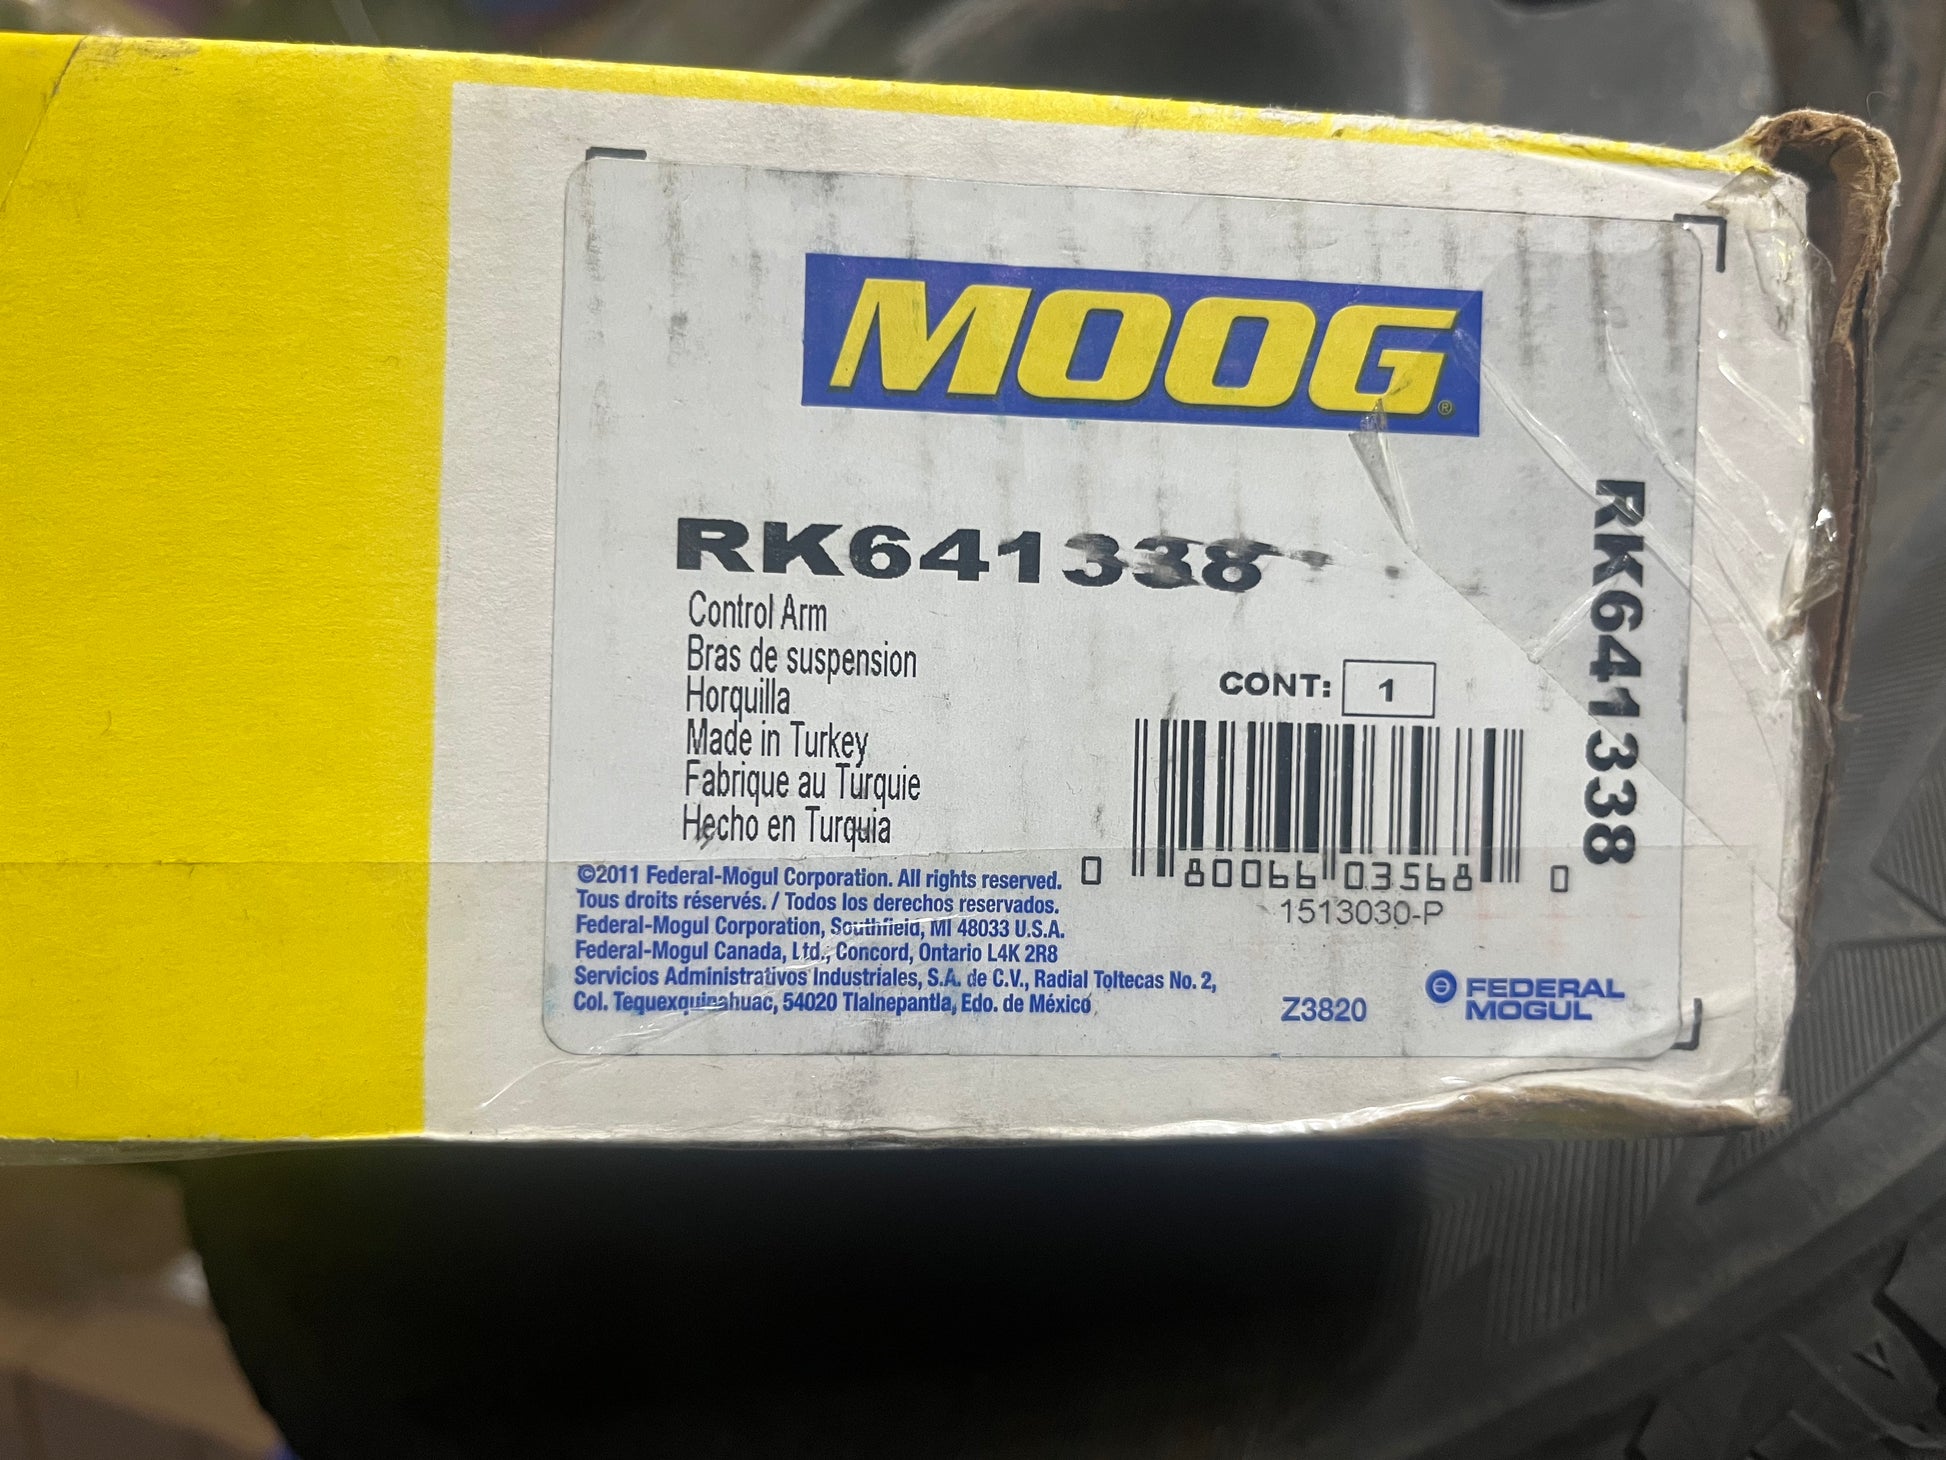 MOOG®
RK641338
Control Arm
Bras de suspension
Horquilla
Made in Turkey
Fabrique au Turquie
Hecho en Turquia
CONT: 1
0 80066 03568 0
1513030-P
RK641338
©2011 Federal-Mogul Corporation. All rights reserved.
Tous droits réservés. / Todos los derechos reservados.
Federal-Mogul Corporation, Southfield, MI 48033 U.S.A.
Federal-Mogul Canada, Ltd., Concord, Ontario L4K 2R8
Servicios Administrativos Industriales, S.A. de C.V., Radial Toltecas No. 2,
Col. Tequexquinahuac, 54020 Tlalnepantla, Edo. de México
Z3820
FEDERAL
MOGUL